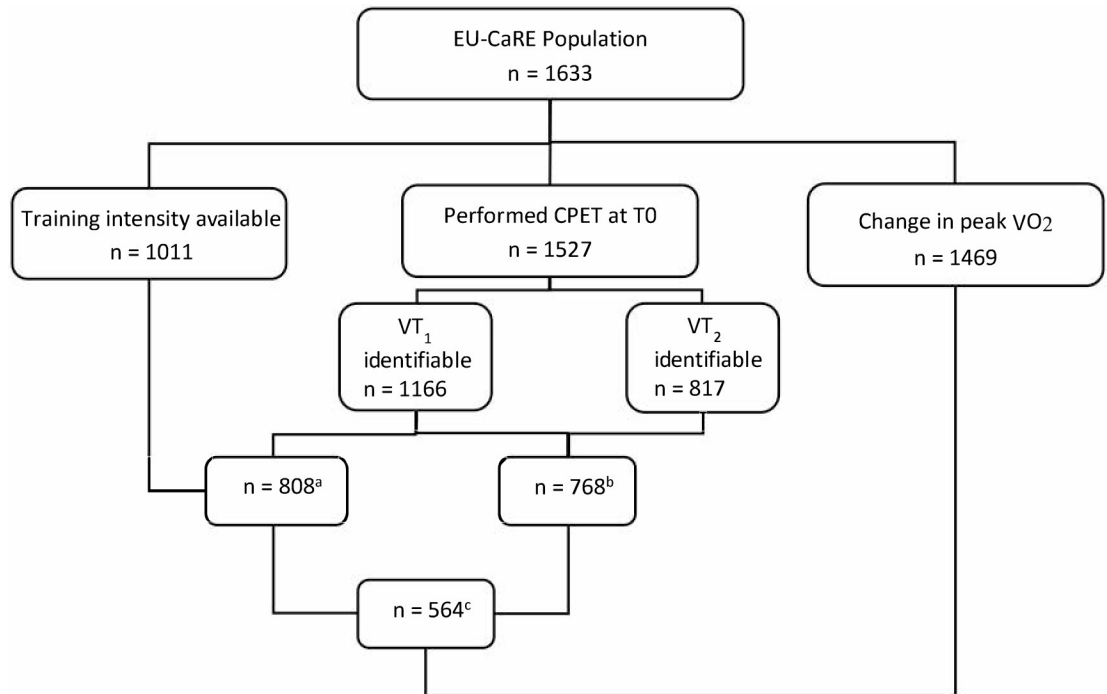 EU-CaRE Population
n = 1633
Training intensity available
n = 1011
Performed CPET at T0
n = 1527
Change in peak VO2
n = 1469
VT1
identifiable
n = 1166
VT2
identifiable
n = 817
n = 808a
n = 768b
n = 564c